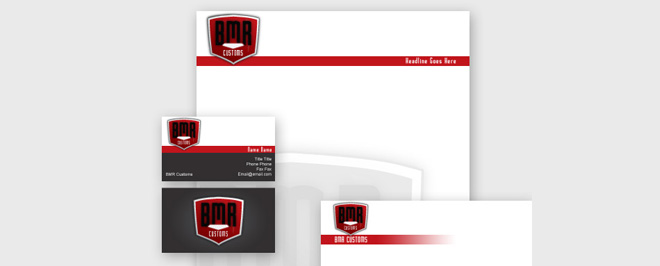 BMR
CUSTOMS
Headline Goes Here
BMR
CUSTOMS
Name Name
Title Title
Phone Phone
Fax Fax
Email@email.com
BMR Customs
BMR
CUSTOMS
BMR
CUSTOMS
BMR CUSTOMS